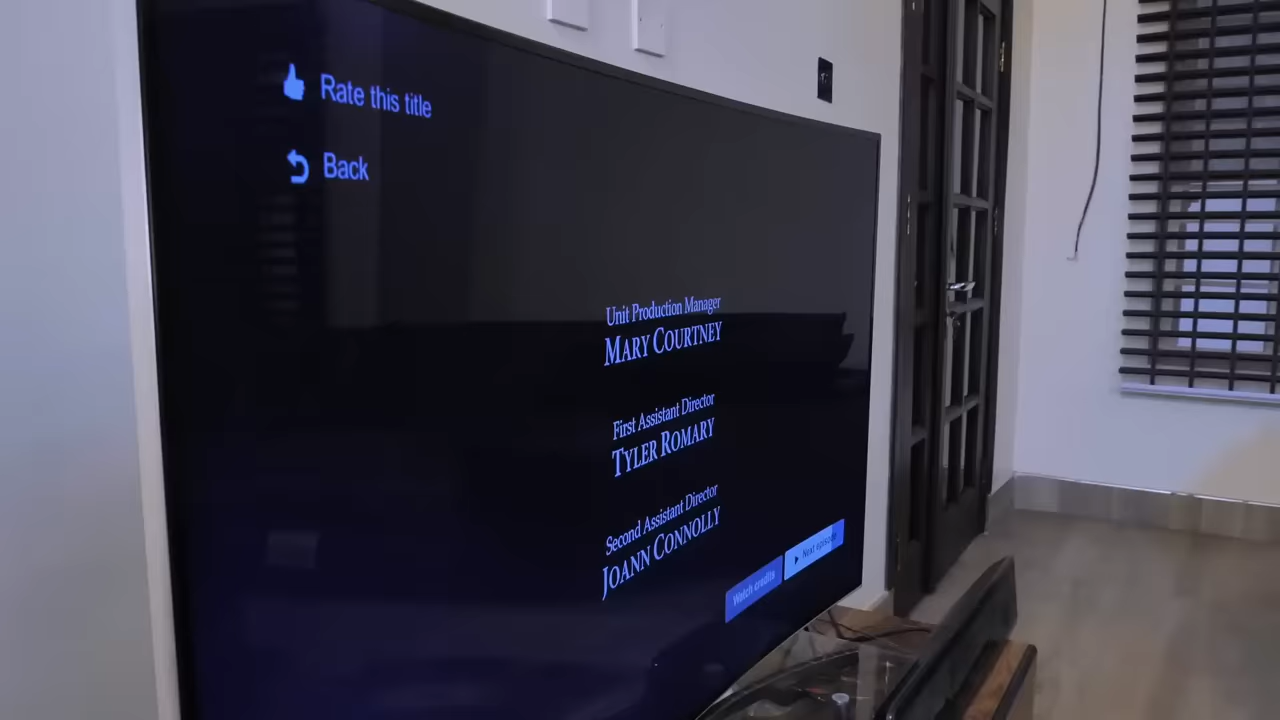 Rate this title
Back
Unit Production Manager
MARY COURTNEY
First Assistant Director
TYLER ROMARY
Second Assistant Director
JOANN CONNOLLY
Watch credits
Next episode